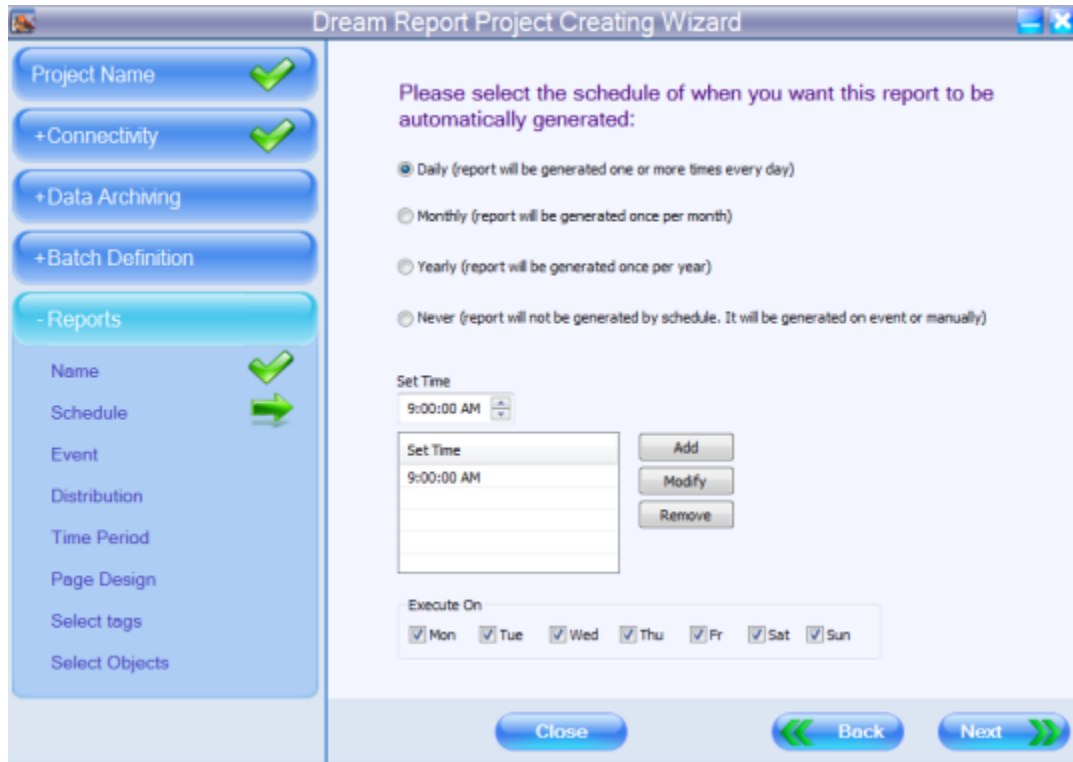 Dream Report Project Creating Wizard
Project Name
+Connectivity
+Data Archiving
+Batch Definition
- Reports
Name
Schedule
Event
Distribution
Time Period
Page Design
Select tags
Select Objects
Please select the schedule of when you want this report to be
automatically generated:
Daily (report will be generated one or more times every day)
Monthly (report will be generated once per month)
Yearly (report will be generated once per year)
Never (report will not be generated by schedule. It will be generated on event or manually)
Set Time
9:00:00 AM
Set Time
9:00:00 AM
Add
Modify
Remove
Execute On
Mon Tue Wed Thu Fr Sat Sun
Close Back Next